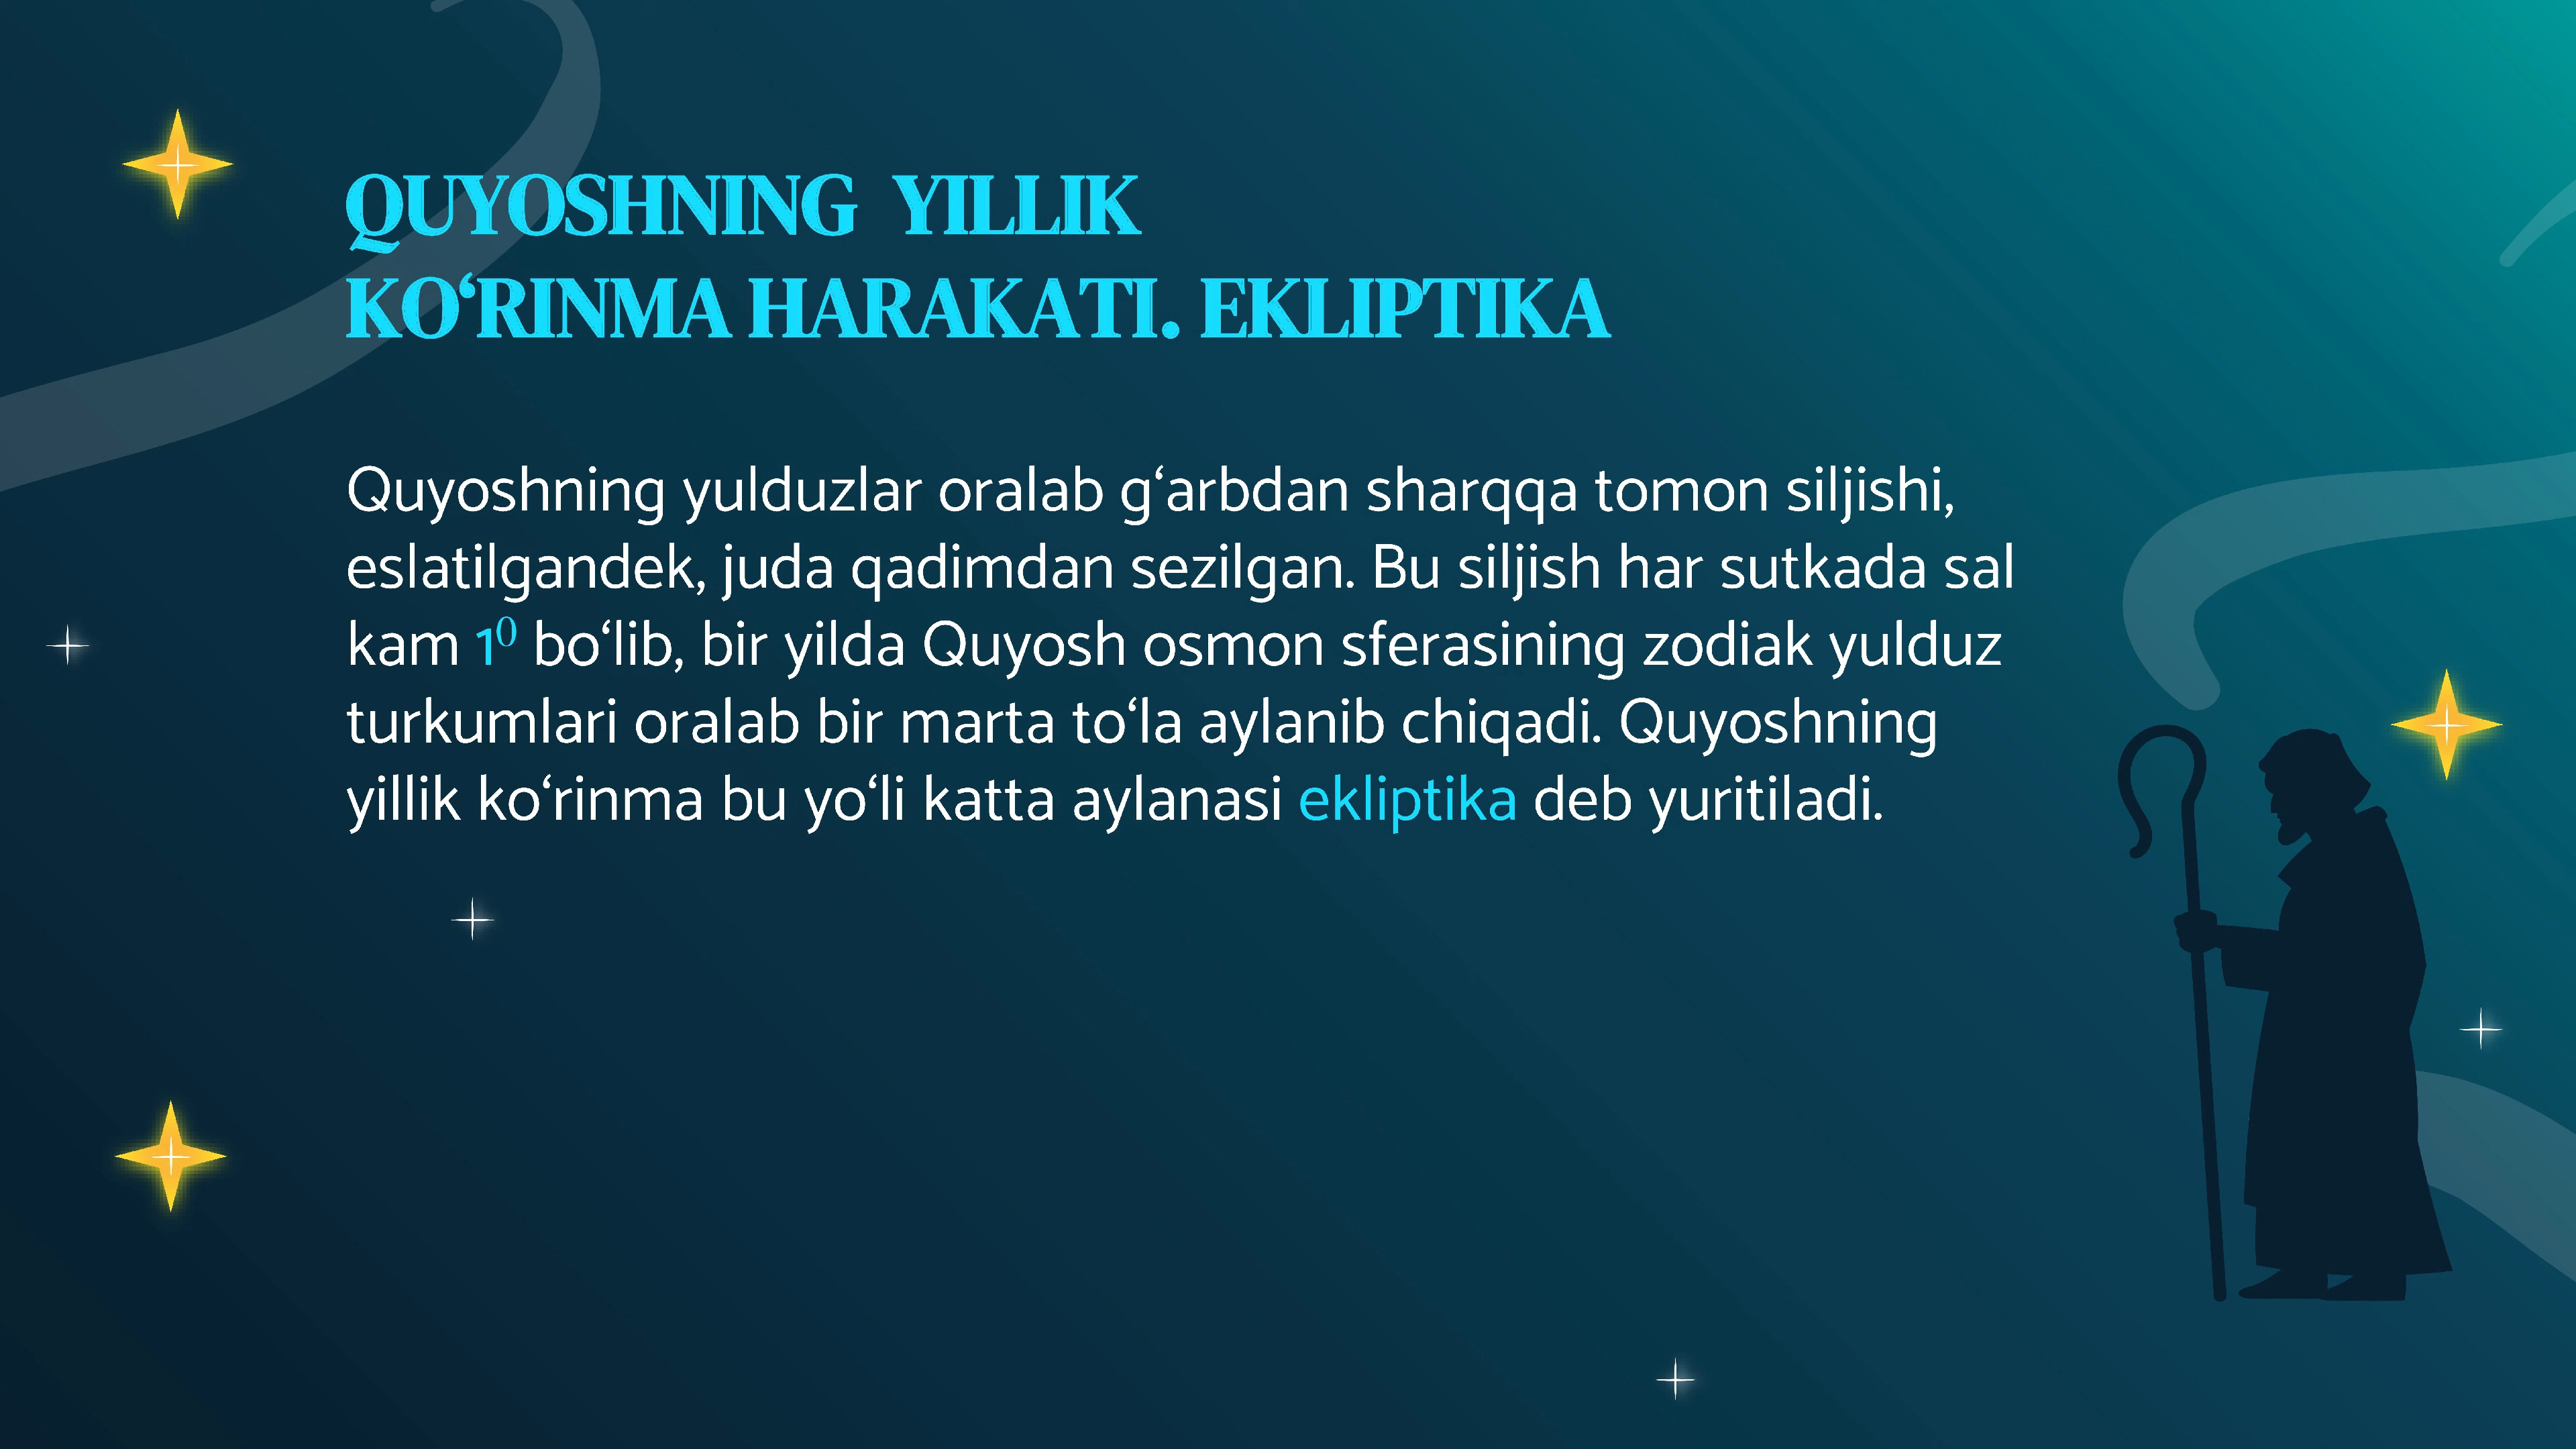 QUYOSHNING YILLIK
KO‘RINMA HARAKATI. EKLIPTIKA
Quyoshning yulduzlar oralab g‘arbdan sharqqa tomon siljishi,
eslatilgandek, juda qadimdan sezilgan. Bu siljish har sutkada sal
kam 1⁰ bo‘lib, bir yilda Quyosh osmon sferasining zodiak yulduz
turkumlari oralab bir marta to‘la aylanib chiqadi. Quyoshning
yillik ko‘rinma bu yo‘li katta aylanasi ekliptika deb yuritiladi.